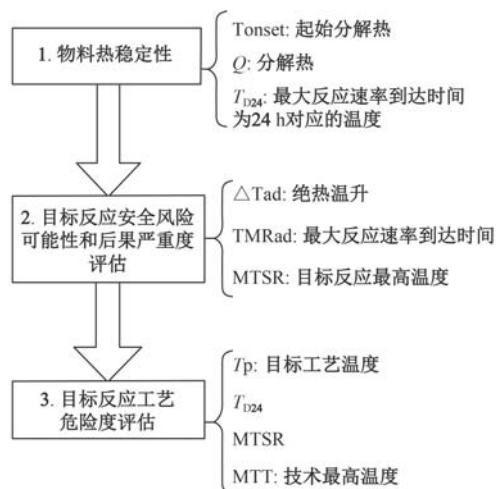 1. 物料热稳定性
Tonset: 起始分解热
Q: 分解热
T_D24: 最大反应速率到达时间
为24 h对应的温度
2. 目标反应安全风险
可能性和后果严重度
评估
△Tad: 绝热温升
TMRad: 最大反应速率到达时间
MTSR: 目标反应最高温度
3. 目标反应工艺
危险度评估
Tp: 目标工艺温度
T_D24
MTSR
MTT: 技术最高温度